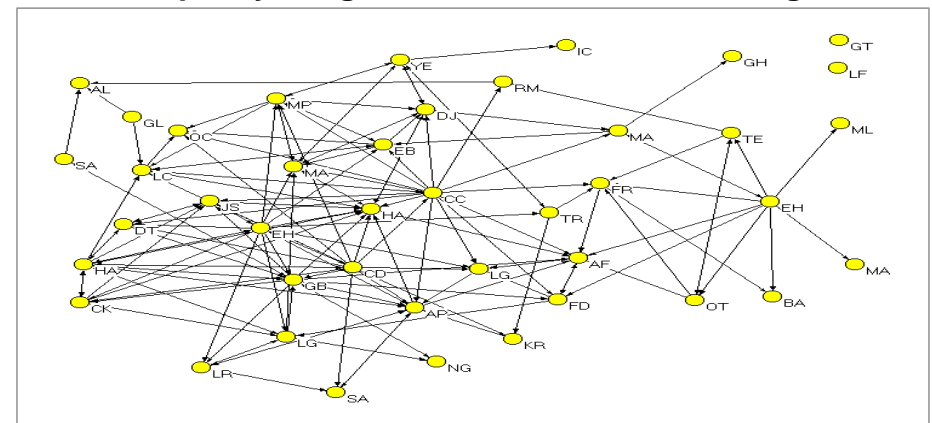 IC
GT
YE
GH
LF
RM
AL
MP
DJ
GL
OC
MA
TE
ML
EB
SA
LC
MA
CC
FR
JS
HA
TR
EH
DT
EH
HA
CD
LG
AF
MA
GB
CK
AP
FD
OT
BA
LG
KR
LR
NG
SA